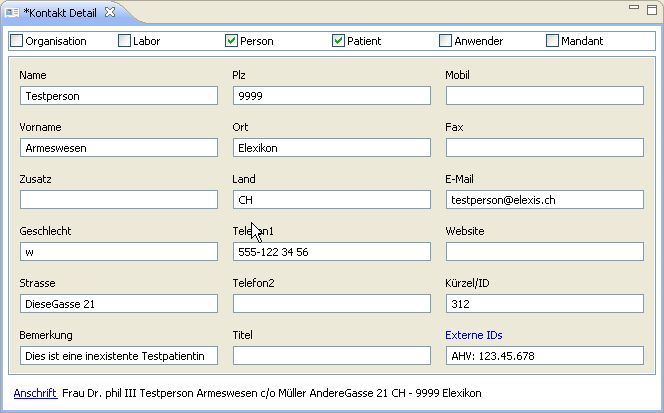 *Kontakt Detail
Organisation Labor Person Patient Anwender Mandant
Name Plz Mobil
Testperson 9999
Vorname Ort Fax
Armeswesen Elexikon
Zusatz Land E-Mail
CH testperson@elexis.ch
Geschlecht Telefon1 Website
w 555-122 34 56
Strasse Telefon2 Kürzel/ID
DieseGasse 21 312
Bemerkung Titel Externe IDs
Dies ist eine inexistente Testpatientin AHV: 123.45.678
Anschrift Frau Dr. phil III Testperson Armeswesen c/o Müller AndereGasse 21 CH - 9999 Elexikon